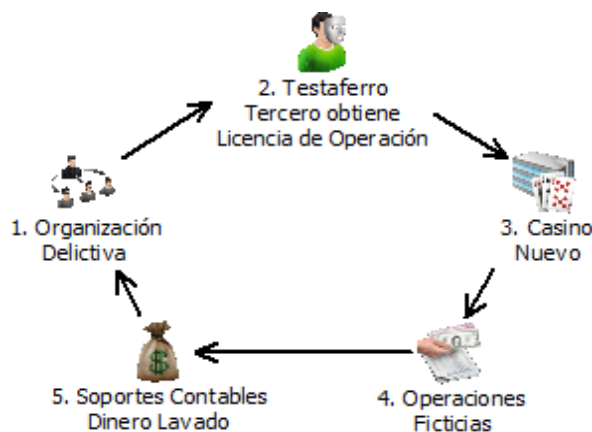 2. Testaferro
Tercero obtiene
Licencia de Operación
1. Organización
Delictiva
3. Casino
Nuevo
5. Soportes Contables
Dinero Lavado
4. Operaciones
Ficticias